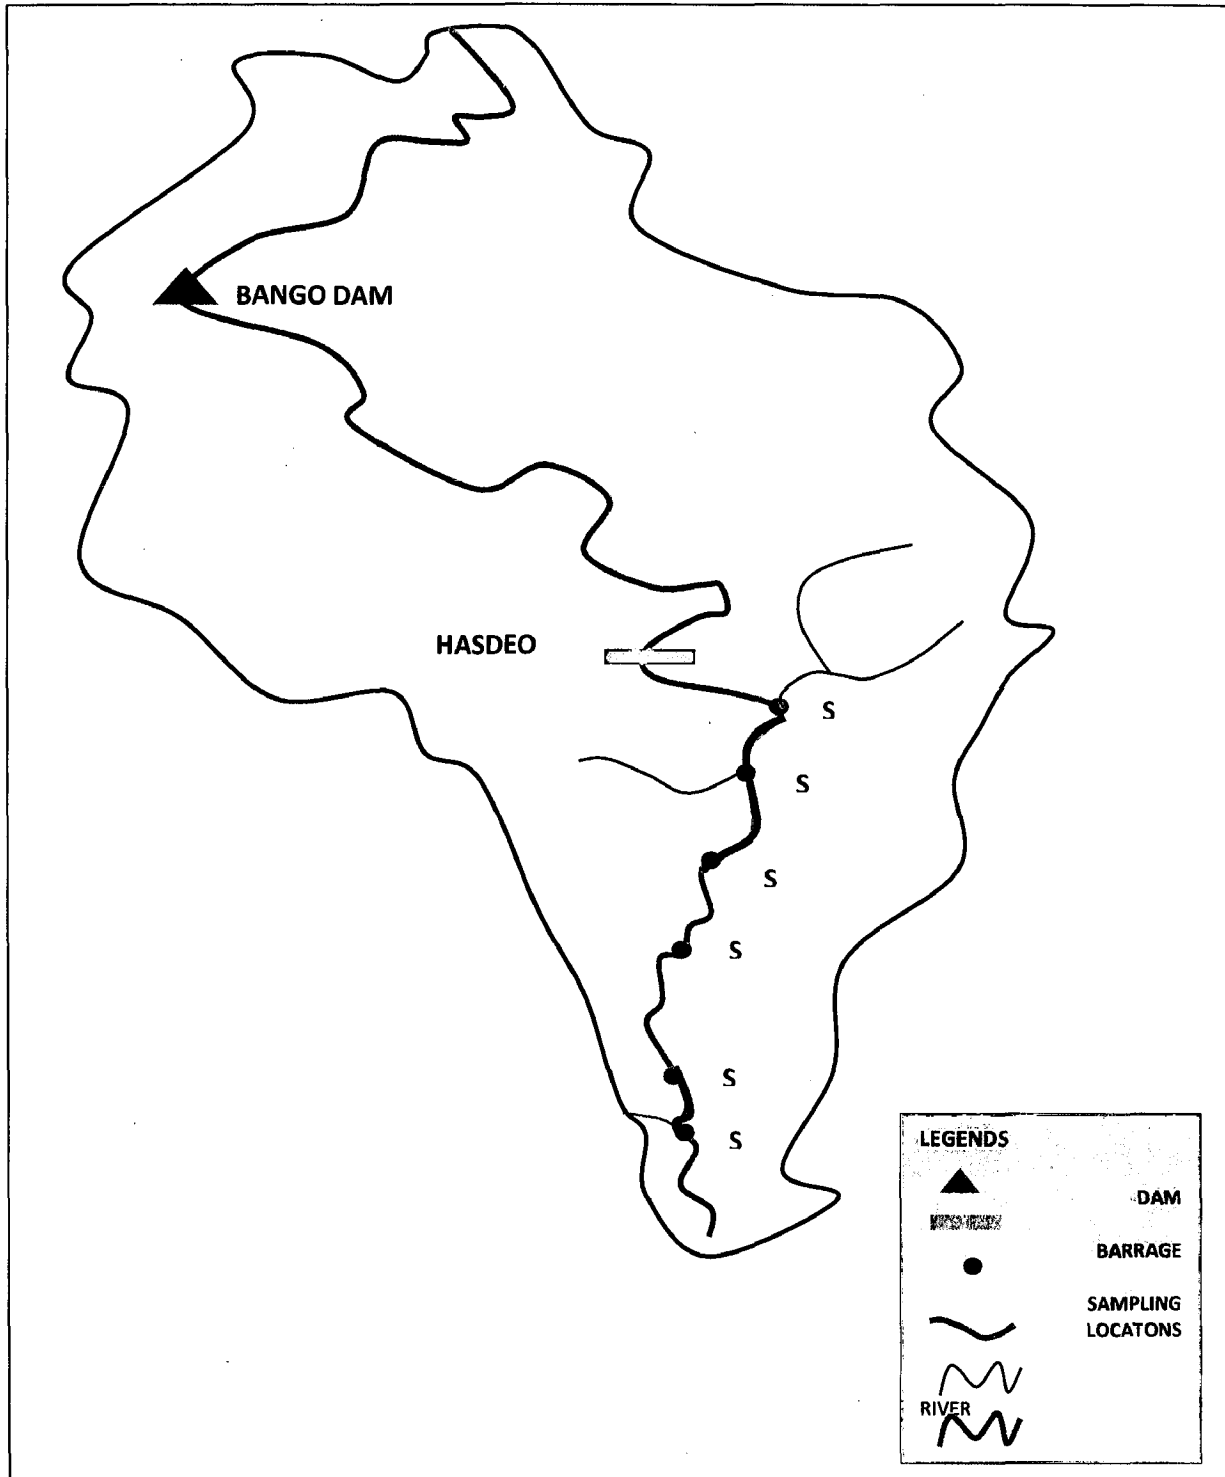 BANGO DAM
HASDEO
S
S
S
S
S
S
LEGENDS
DAM
BARRAGE
SAMPLING
LOCATONS
RIVER